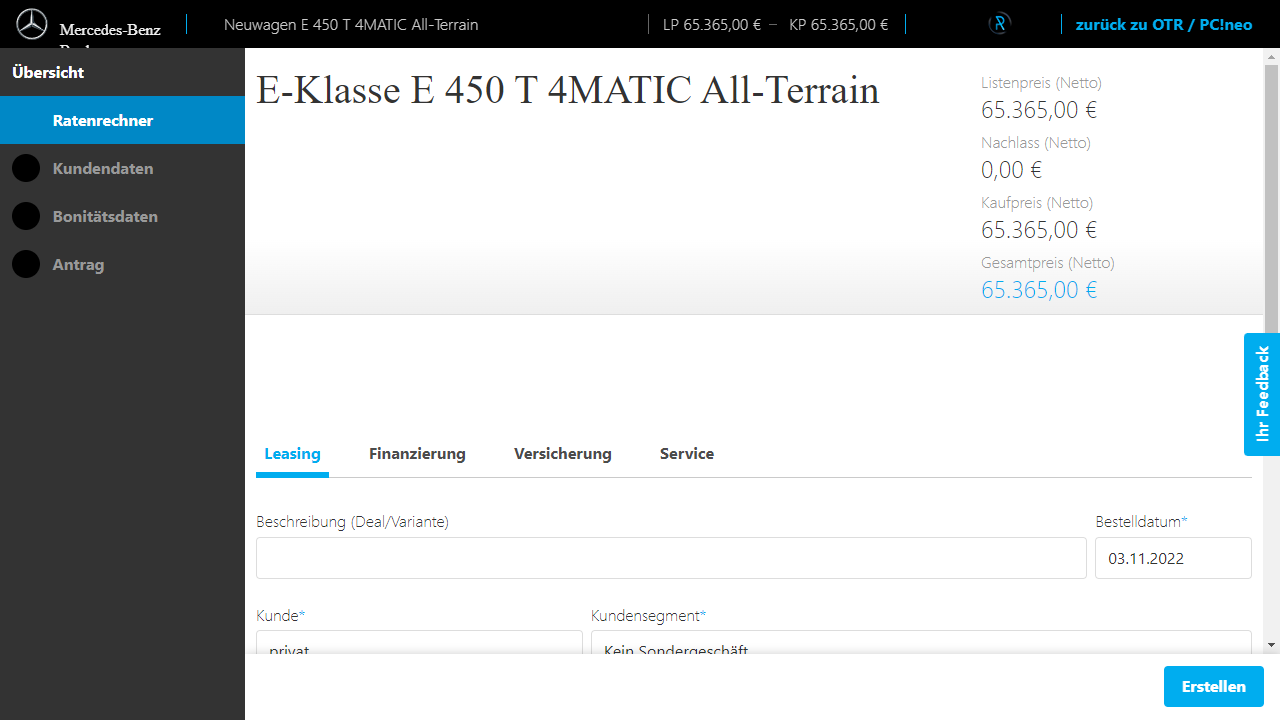 Mercedes-Benz
Neuwagen E 450 T 4MATIC All-Terrain
LP 65.365,00 € – KP 65.365,00 €
zurück zu OTR / PC!neo
Übersicht
Ratenrechner
Kundendaten
Bonitätsdaten
Antrag
E-Klasse E 450 T 4MATIC All-Terrain
Listenpreis (Netto)
65.365,00 €
Nachlass (Netto)
0,00 €
Kaufpreis (Netto)
65.365,00 €
Gesamtpreis (Netto)
65.365,00 €
Ihr Feedback
Leasing Finanzierung Versicherung Service
Beschreibung (Deal/Variante)
Bestelldatum*
03.11.2022
Kunde*
privat
Kundensegment*
Kein Sondergeschäft
Erstellen